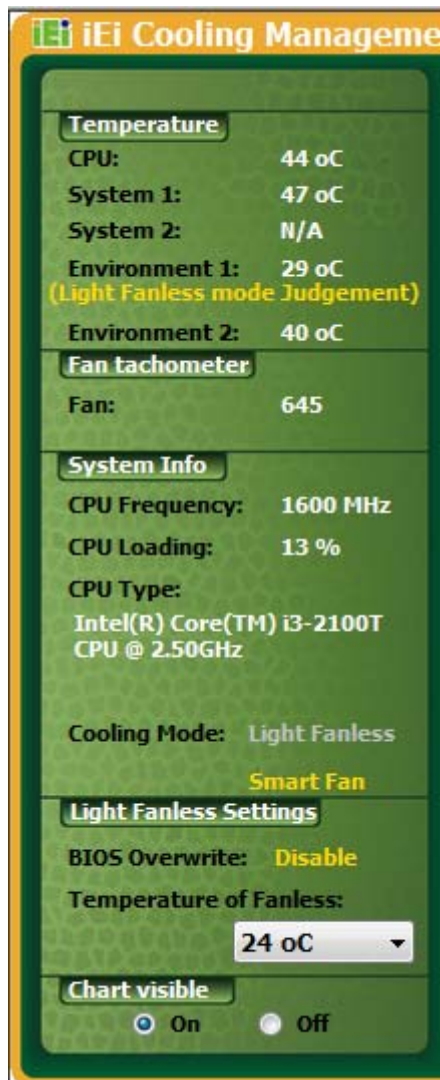 iEi iEi Cooling Manageme
Temperature
CPU: 44 oC
System 1: 47 oC
System 2: N/A
Environment 1: 29 oC
(Light Fanless mode Judgement)
Environment 2: 40 oC
Fan tachometer
Fan: 645
System Info
CPU Frequency: 1600 MHz
CPU Loading: 13 %
CPU Type:
Intel(R) Core(TM) i3-2100T
CPU @ 2.50GHz
Cooling Mode: Light Fanless
Smart Fan
Light Fanless Settings
BIOS Overwrite: Disable
Temperature of Fanless:
24 oC
Chart visible
On Off